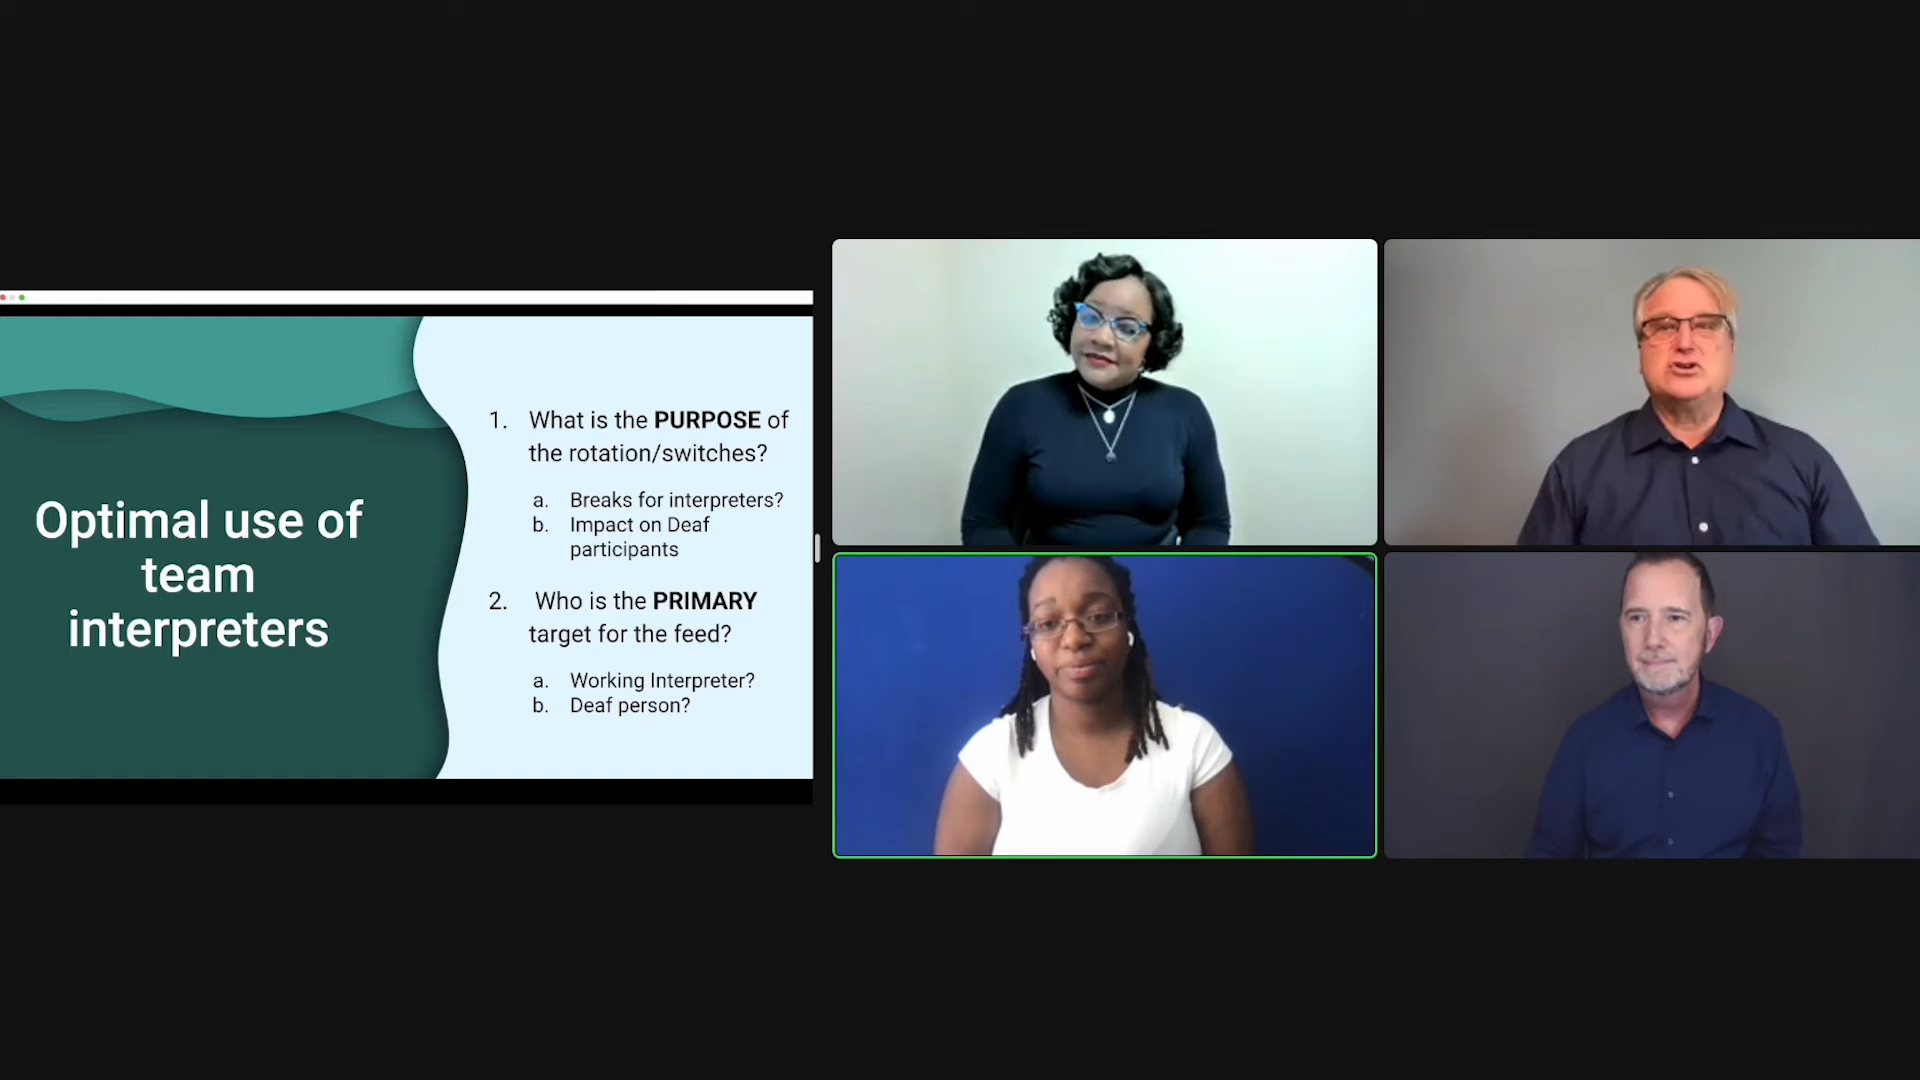 Optimal use of
team
interpreters
1. What is the PURPOSE of
the rotation/switches?
a. Breaks for interpreters?
b. Impact on Deaf
participants
2. Who is the PRIMARY
target for the feed?
a. Working Interpreter?
b. Deaf person?